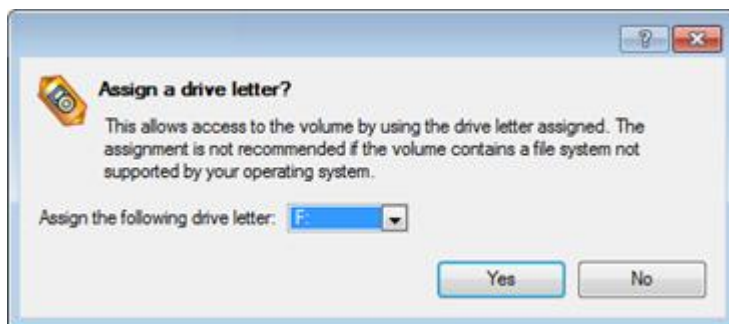 Assign a drive letter?
This allows access to the volume by using the drive letter assigned. The
assignment is not recommended if the volume contains a file system not
supported by your operating system.
Assign the following drive letter: F:
Yes No